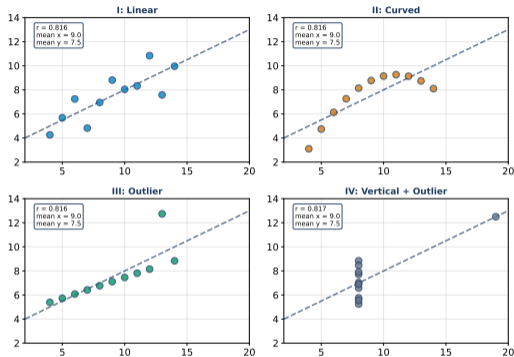 I: Linear
r = 0.816
mean x = 9.0
mean y = 7.5
14
12
10
8
6
4
2
5
10
15
20
II: Curved
r = 0.816
mean x = 9.0
mean y = 7.5
14
12
10
8
6
4
2
5
10
15
20
III: Outlier
r = 0.816
mean x = 9.0
mean y = 7.5
14
12
10
8
6
4
2
5
10
15
20
IV: Vertical + Outlier
r = 0.817
mean x = 9.0
mean y = 7.5
14
12
10
8
6
4
2
5
10
15
20